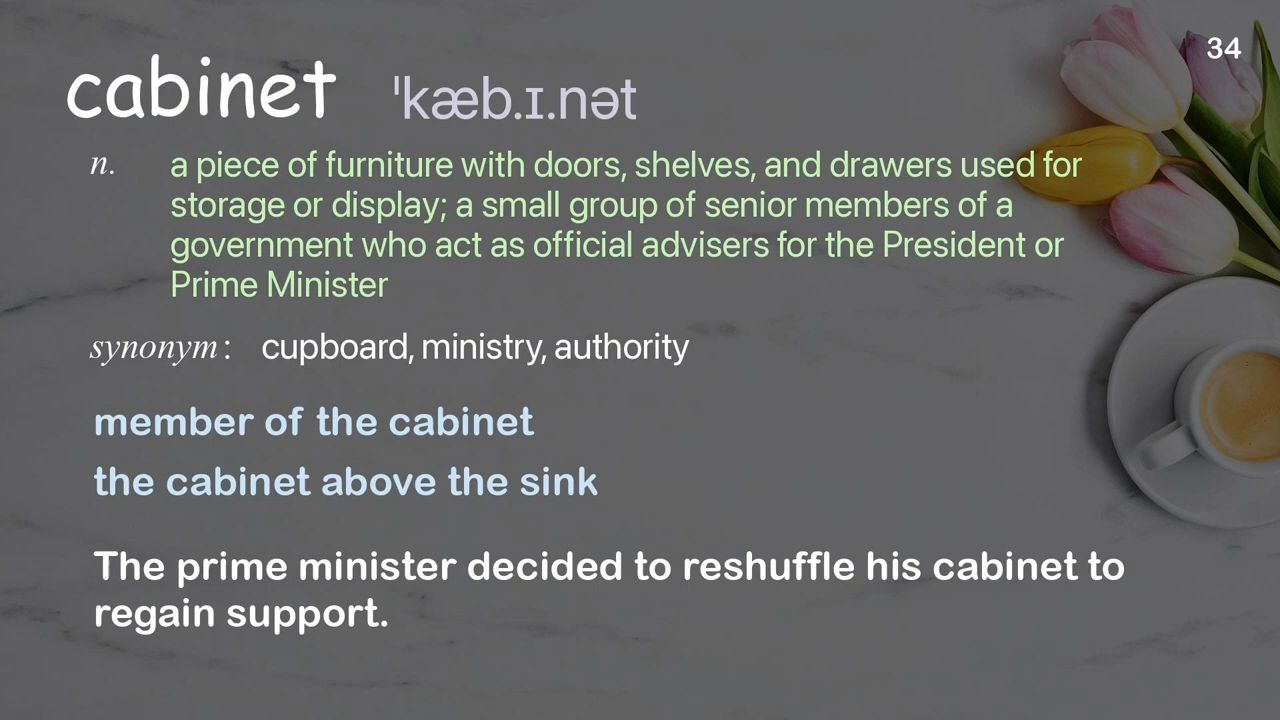 34
cabinet ˈkæb.ɪ.nət
n. a piece of furniture with doors, shelves, and drawers used for
storage or display; a small group of senior members of a
government who act as official advisers for the President or
Prime Minister
synonym: cupboard, ministry, authority
member of the cabinet
the cabinet above the sink
The prime minister decided to reshuffle his cabinet to
regain support.